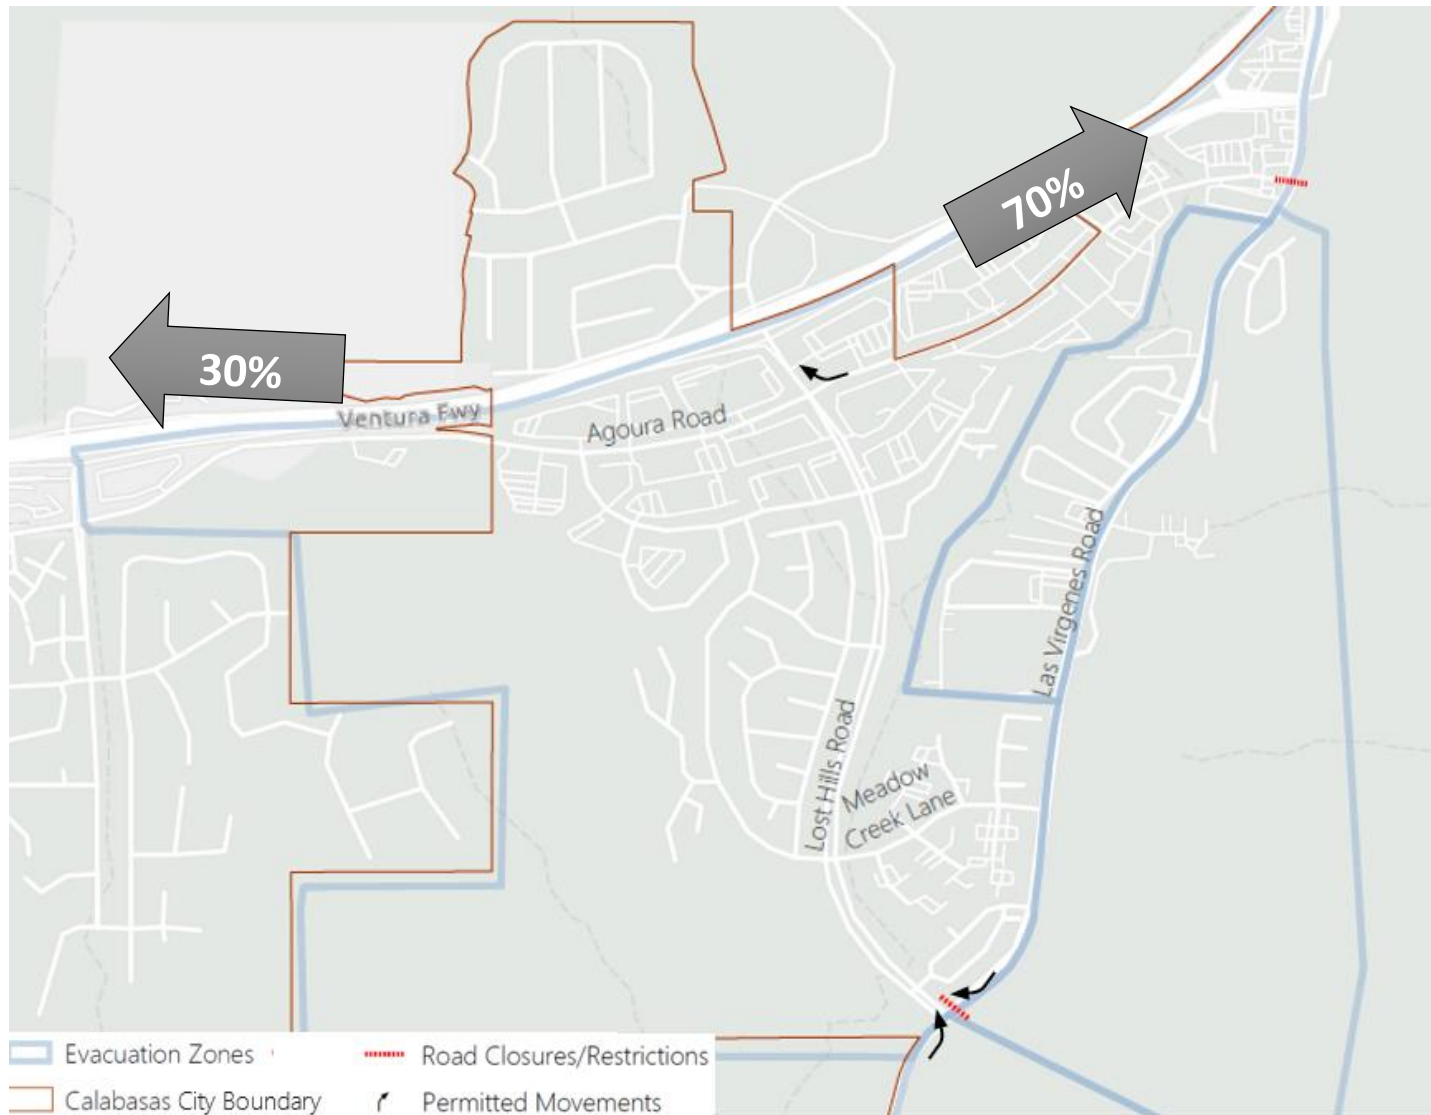 70%
30%
Ventura Fwy
Agoura Road
Las Virgenes Road
Lost Hills Road
Meadow
Creek Lane
Evacuation Zones
Road Closures/Restrictions
Calabasas City Boundary
Permitted Movements